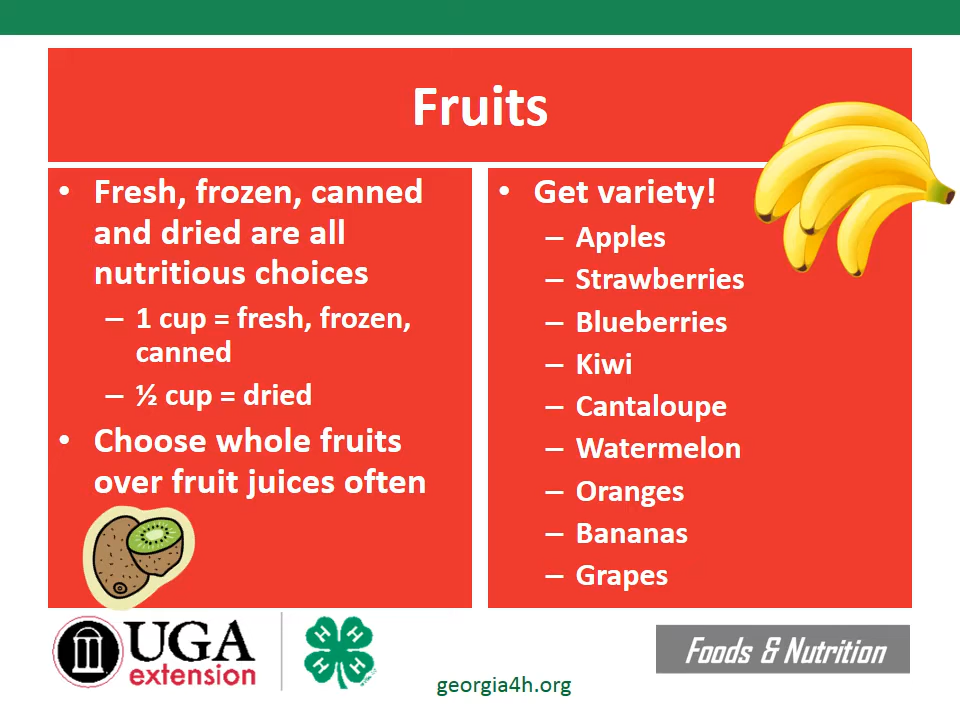 Fruits
• Fresh, frozen, canned
and dried are all
nutritious choices
– 1 cup = fresh, frozen,
canned
– ½ cup = dried
• Choose whole fruits
over fruit juices often
• Get variety!
– Apples
– Strawberries
– Blueberries
– Kiwi
– Cantaloupe
– Watermelon
– Oranges
– Bananas
– Grapes
UGA
extension
H H
H H
georgia4h.org
Foods & Nutrition